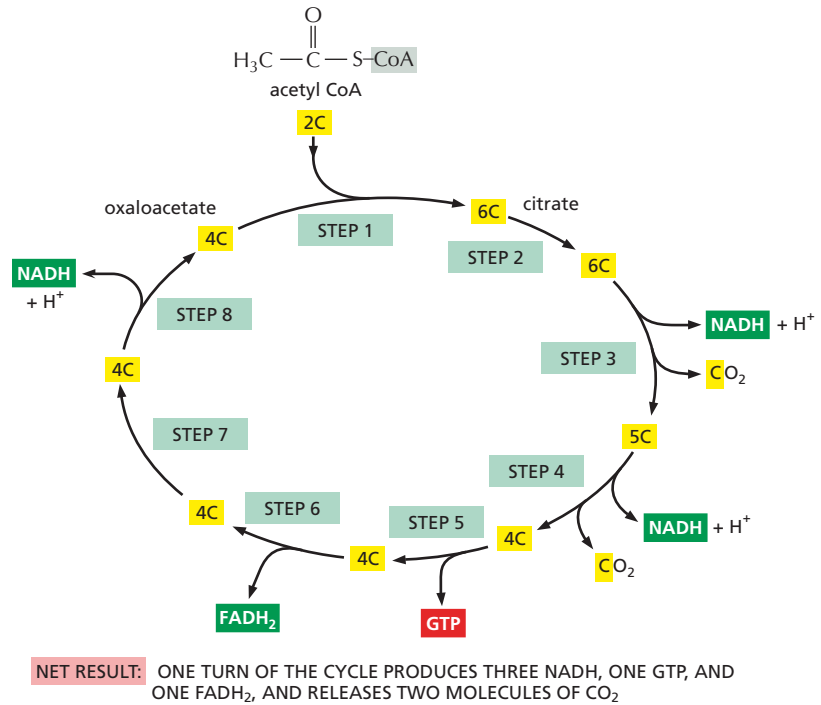 O
H₃C — C — S–CoA
acetyl CoA
2C
oxaloacetate
4C
STEP 1
6C citrate
STEP 2
6C
NADH
+ H⁺
STEP 8
NADH + H⁺
STEP 3
CO₂
4C
STEP 7
5C
STEP 4
NADH + H⁺
CO₂
4C
STEP 6
STEP 5
4C
4C
FADH₂
GTP
NET RESULT: ONE TURN OF THE CYCLE PRODUCES THREE NADH, ONE GTP, AND
ONE FADH₂, AND RELEASES TWO MOLECULES OF CO₂